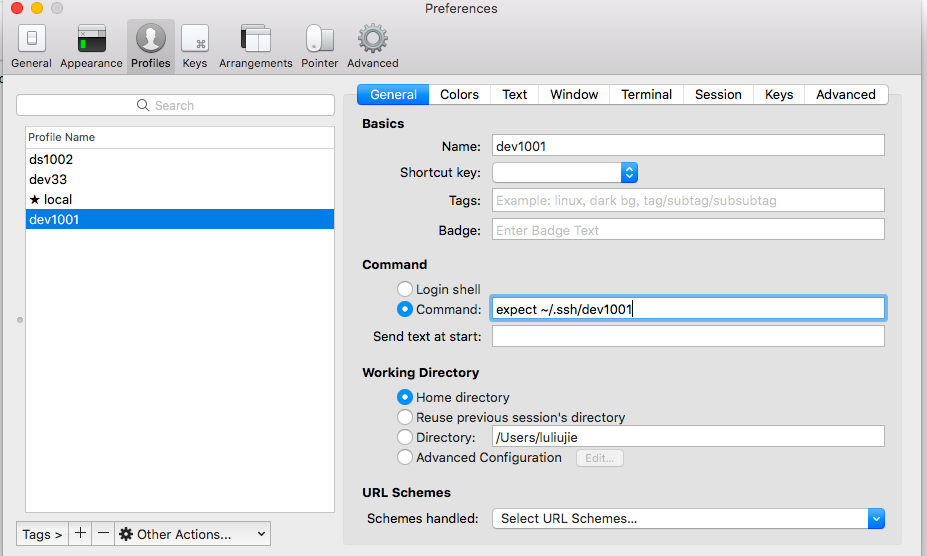 Preferences
General Appearance Profiles Keys Arrangements Pointer Advanced
Search
Profile Name
ds1002
dev33
★ local
dev1001
Tags > + − Other Actions...
General Colors Text Window Terminal Session Keys Advanced
Basics
Name: dev1001
Shortcut key:
Tags: Example: linux, dark bg, tag/subtag/subsubtag
Badge: Enter Badge Text
Command
Login shell
Command: expect ~/.ssh/dev1001
Send text at start:
Working Directory
Home directory
Reuse previous session's directory
Directory: /Users/luliujie
Advanced Configuration Edit...
URL Schemes
Schemes handled: Select URL Schemes...